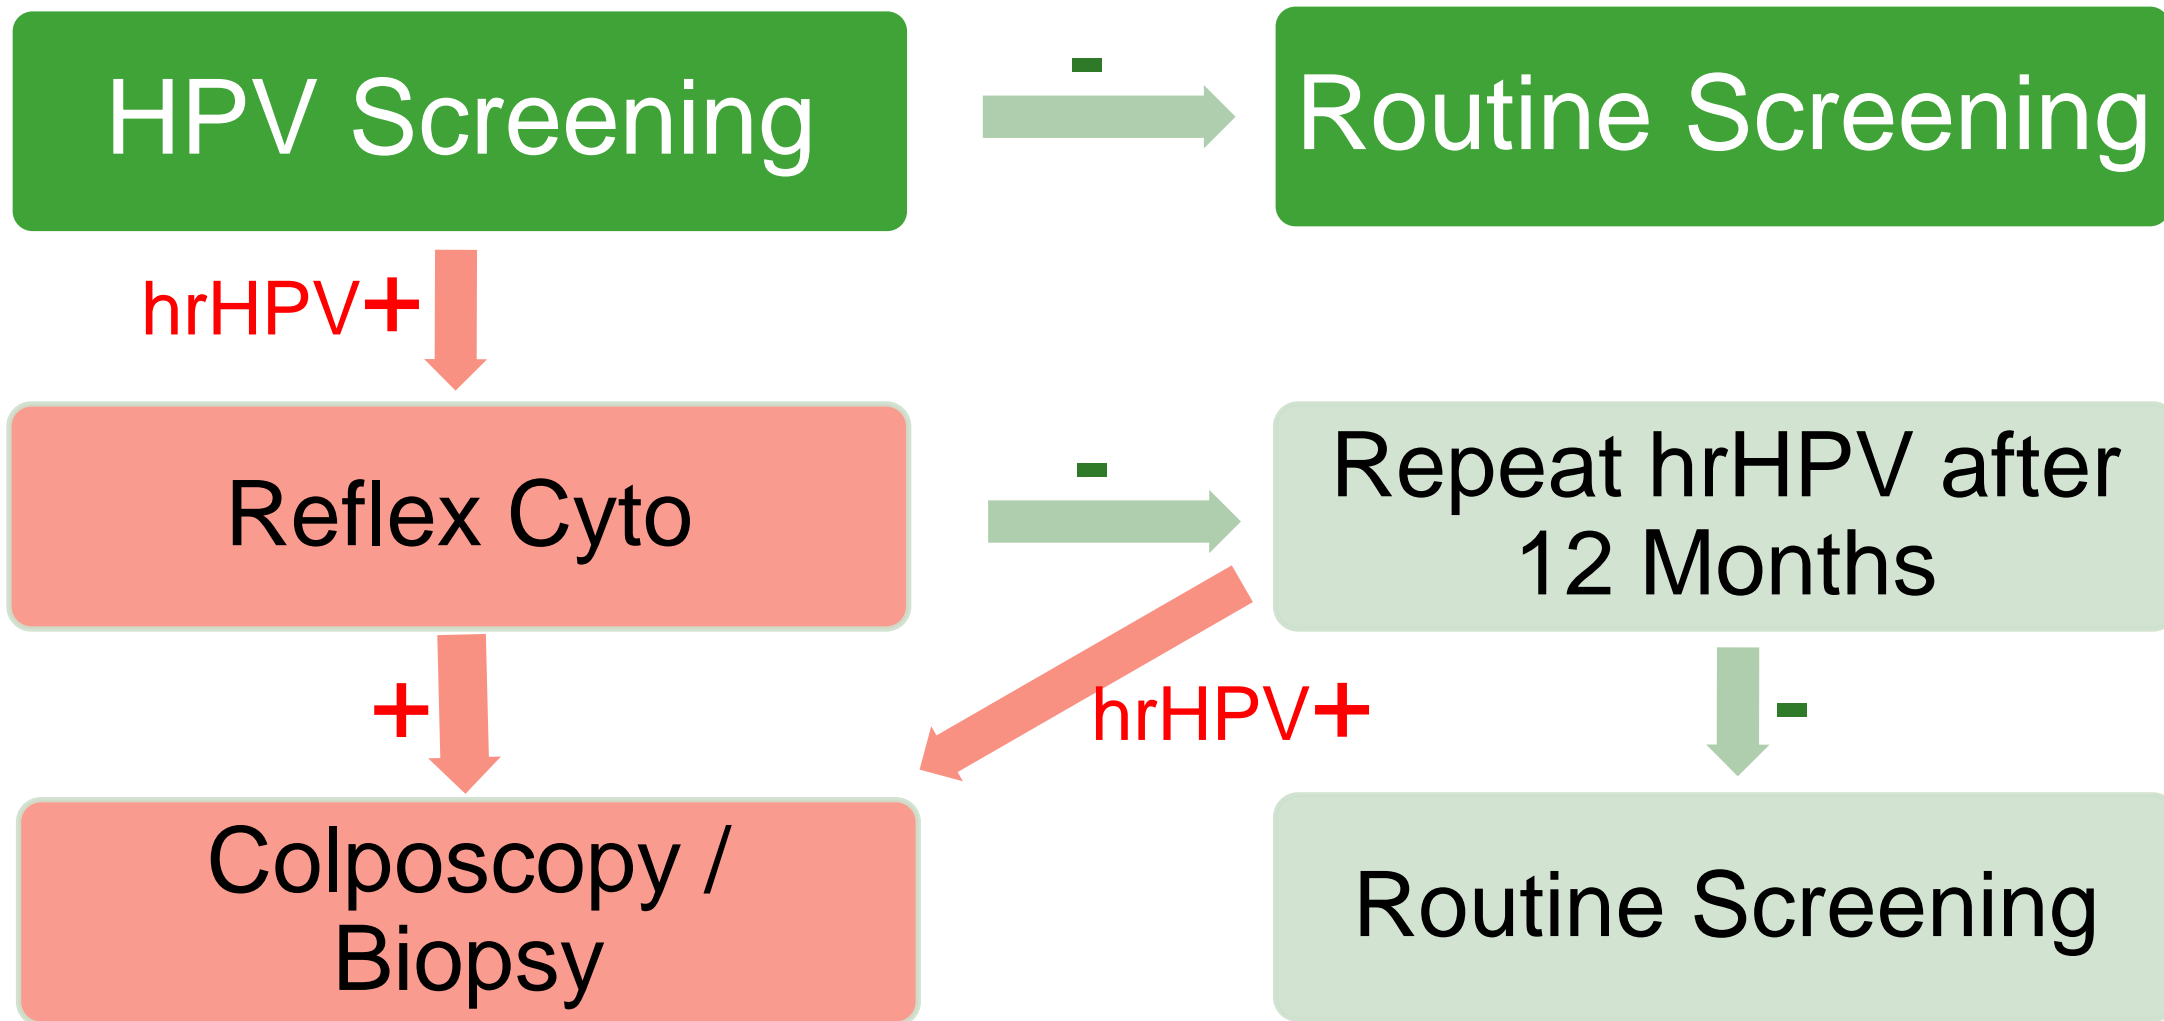 HPV Screening
-
Routine Screening
hrHPV+
Reflex Cyto
-
Repeat hrHPV after
12 Months
+
hrHPV+
-
Colposcopy /
Biopsy
Routine Screening